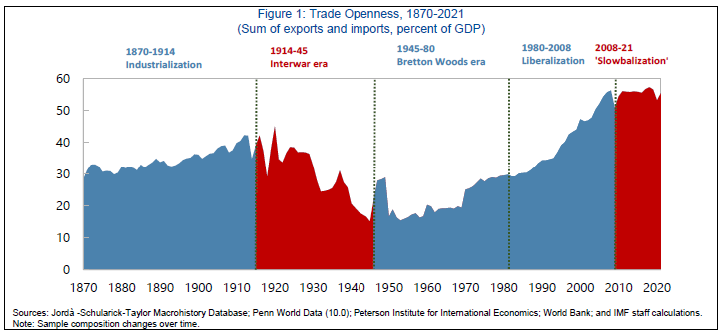 Figure 1: Trade Openness, 1870-2021
(Sum of exports and imports, percent of GDP)
1870-1914
Industrialization
1914-45
Interwar era
1945-80
Bretton Woods era
1980-2008
Liberalization
2008-21
'Slowbalization'
60
50
40
30
20
10
0
1870 1880 1890 1900 1910 1920 1930 1940 1950 1960 1970 1980 1990 2000 2010 2020
Sources: Jordà -Schularick-Taylor Macrohistory Database; Penn World Data (10.0); Peterson Institute for International Economics; World Bank; and IMF staff calculations.
Note: Sample composition changes over time.